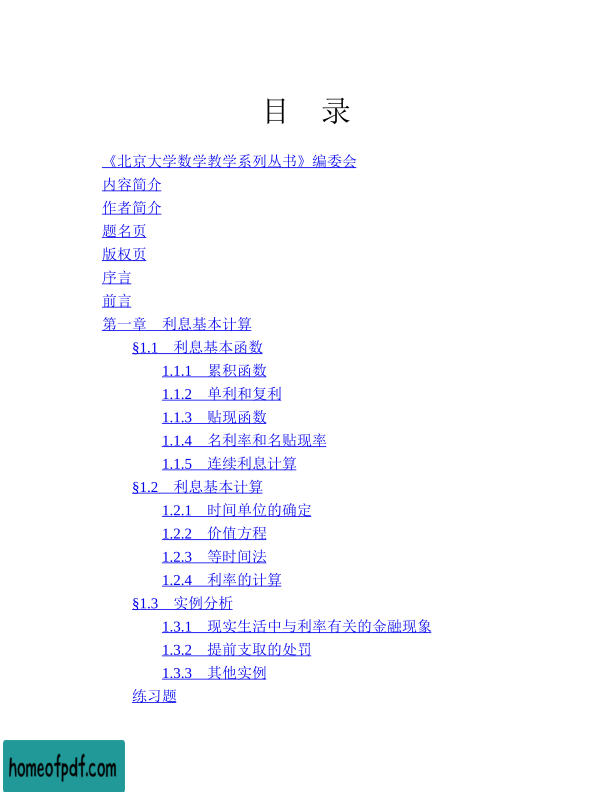 目　录
《北京大学数学教学系列丛书》编委会
内容简介
作者简介
题名页
版权页
序言
前言
第一章　利息基本计算
§1.1　利息基本函数
1.1.1　累积函数
1.1.2　单利和复利
1.1.3　贴现函数
1.1.4　名利率和名贴现率
1.1.5　连续利息计算
§1.2　利息基本计算
1.2.1　时间单位的确定
1.2.2　价值方程
1.2.3　等时间法
1.2.4　利率的计算
§1.3　实例分析
1.3.1　现实生活中与利率有关的金融现象
1.3.2　提前支取的处罚
1.3.3　其他实例
练习题
homeofpdf.com